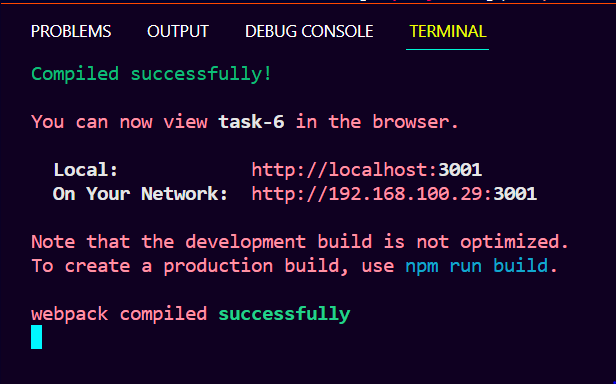 PROBLEMS OUTPUT DEBUG CONSOLE TERMINAL
Compiled successfully!
You can now view task-6 in the browser.
Local: http://localhost:3001
On Your Network: http://192.168.100.29:3001
Note that the development build is not optimized.
To create a production build, use npm run build.
webpack compiled successfully